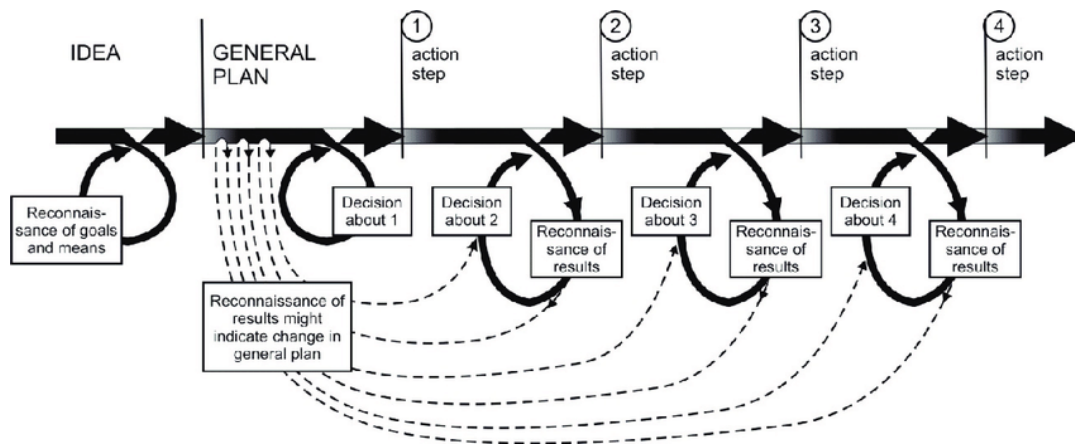 IDEA
GENERAL
PLAN
1
action
step
2
action
step
3
action
step
4
action
step
Reconnais-
sance of goals
and means
Decision
about 1
Decision
about 2
Reconnais-
sance of
results
Decision
about 3
Reconnais-
sance of
results
Decision
about 4
Reconnais-
sance of
results
Reconnaissance of
results might
indicate change in
general plan